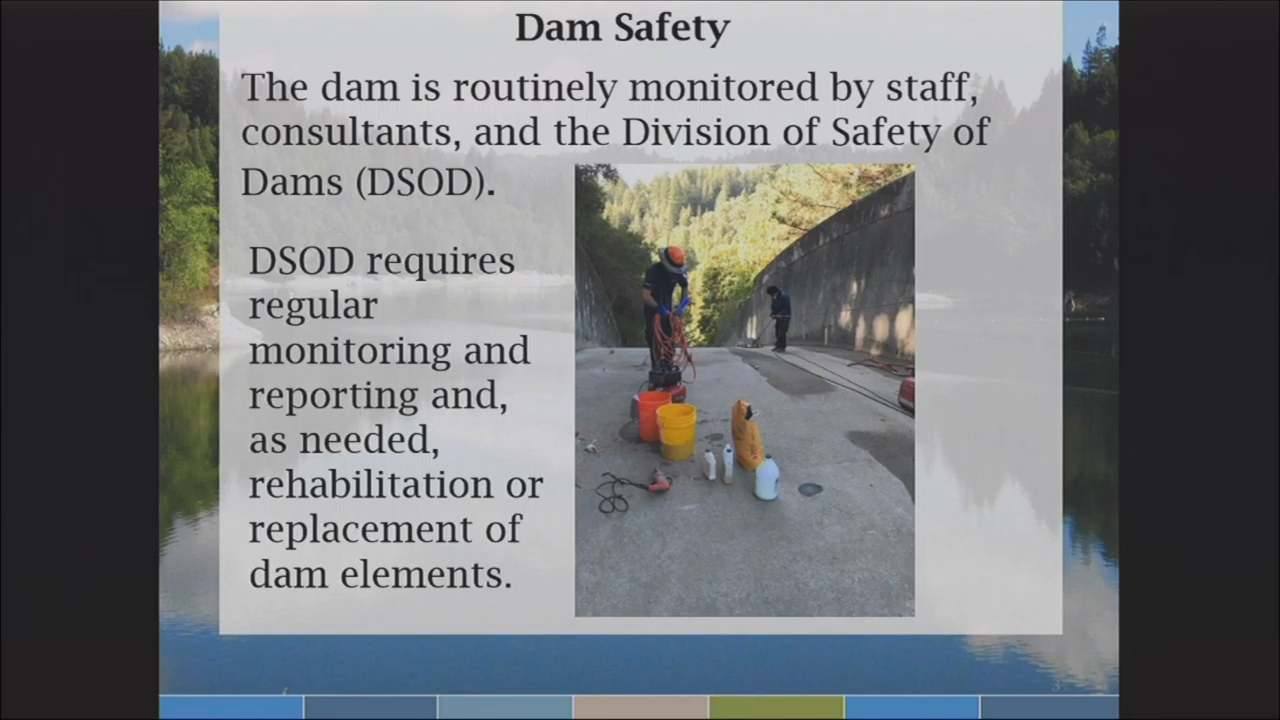 Dam Safety
The dam is routinely monitored by staff,
consultants, and the Division of Safety of
Dams (DSOD).
DSOD requires
regular
monitoring and
reporting and,
as needed,
rehabilitation or
replacement of
dam elements.